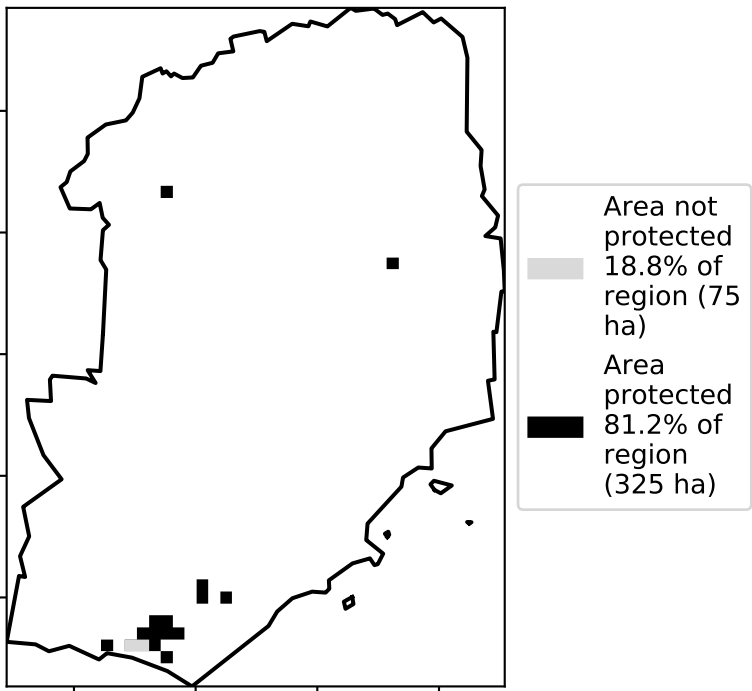 Area not
protected
18.8% of
region (75
ha)
Area
protected
81.2% of
region
(325 ha)